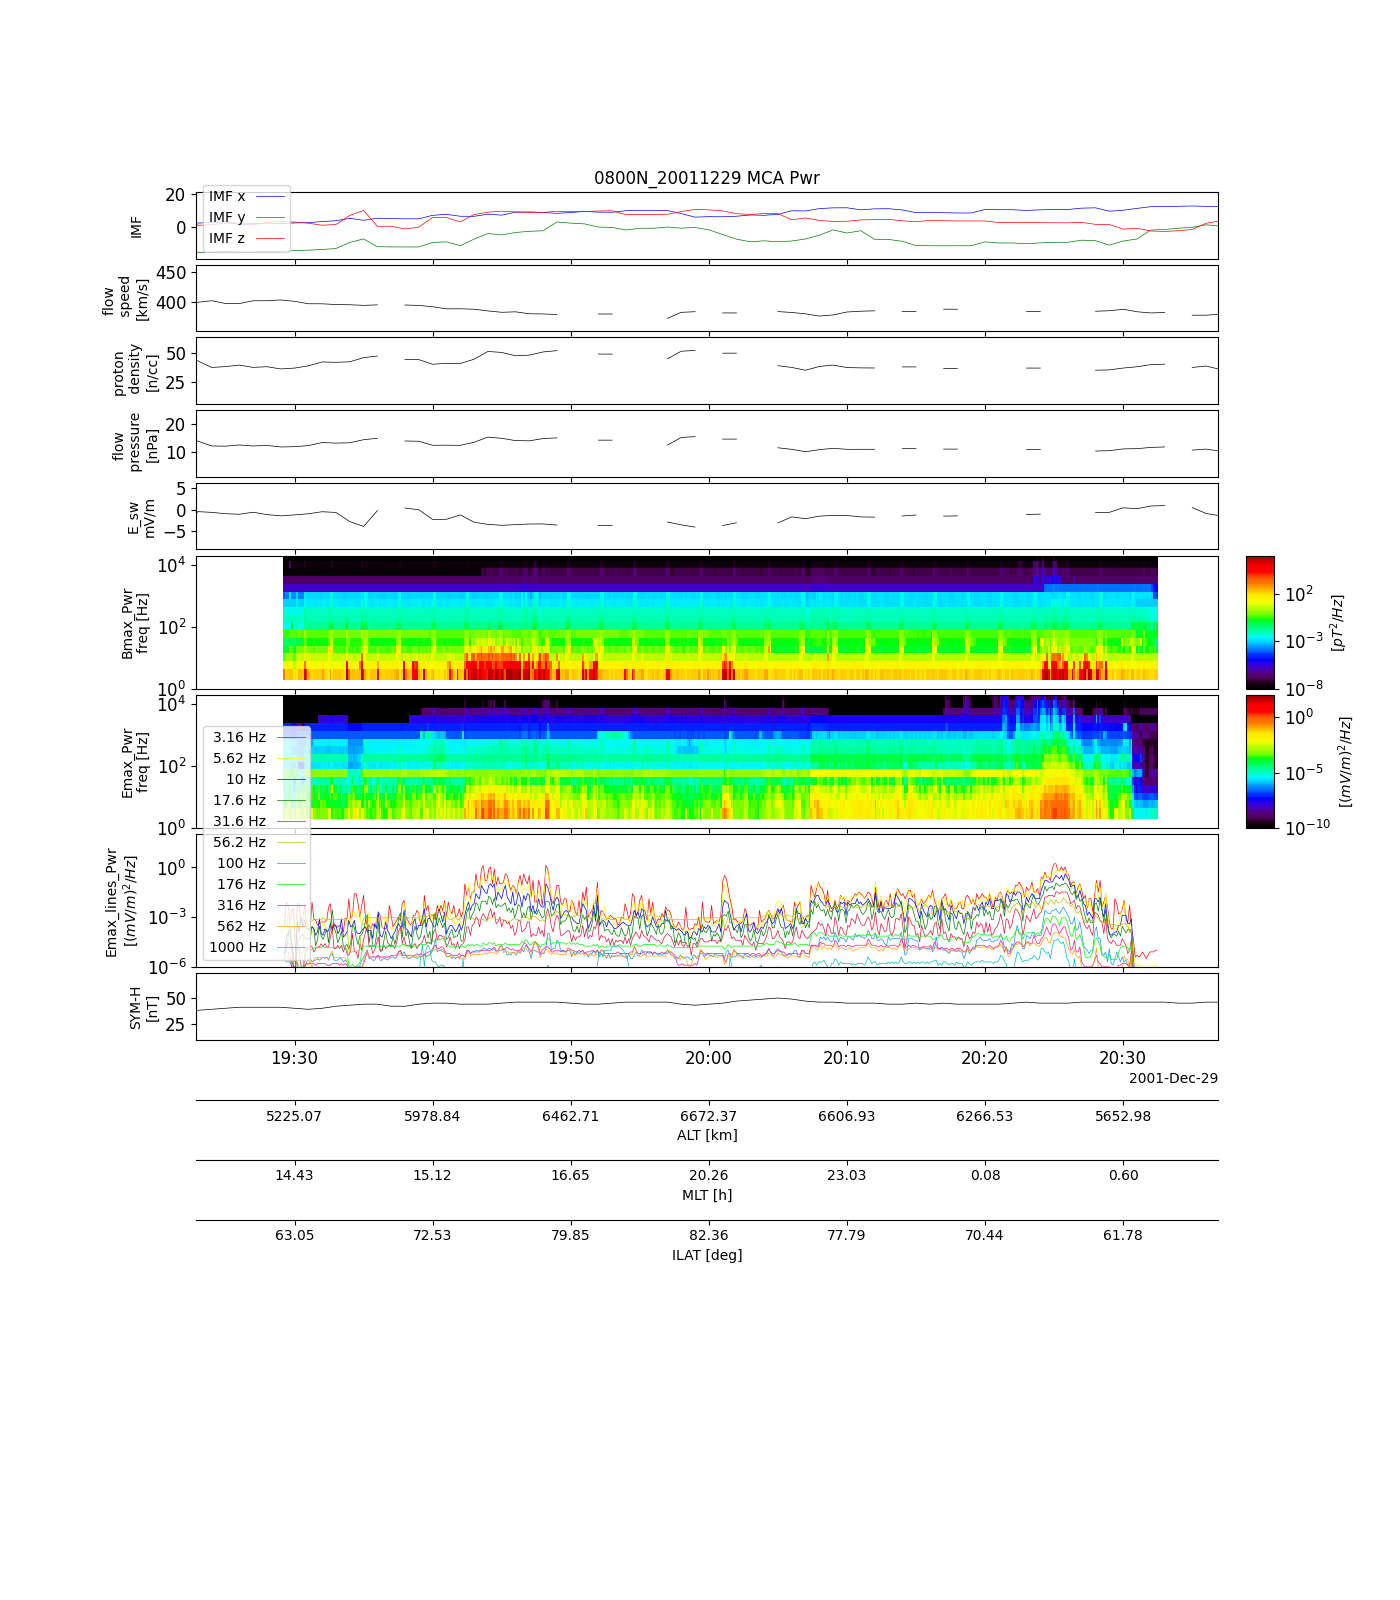 0800N_20011229 MCA Pwr
20
0
IMF
IMF x
IMF y
IMF z
450
400
flow
speed
[km/s]
50
25
proton
density
[n/cc]
20
10
flow
pressure
[nPa]
5
0
−5
E_sw
mV/m
10^4
10^2
10^0
Bmax_Pwr
freq [Hz]
10^2
10^−3
10^−8
[pT^2/Hz]
10^4
10^2
10^0
Emax_Pwr
freq [Hz]
10^0
10^−5
10^−10
[(mV/m)^2/Hz]
3.16 Hz
5.62 Hz
10 Hz
17.6 Hz
31.6 Hz
56.2 Hz
100 Hz
176 Hz
316 Hz
562 Hz
1000 Hz
10^0
10^−3
10^−6
Emax_lines_Pwr
[(mV/m)^2/Hz]
50
25
SYM-H
[nT]
19:30 19:40 19:50 20:00 20:10 20:20 20:30
2001-Dec-29
5225.07 5978.84 6462.71 6672.37 6606.93 6266.53 5652.98
ALT [km]
14.43 15.12 16.65 20.26 23.03 0.08 0.60
MLT [h]
63.05 72.53 79.85 82.36 77.79 70.44 61.78
ILAT [deg]